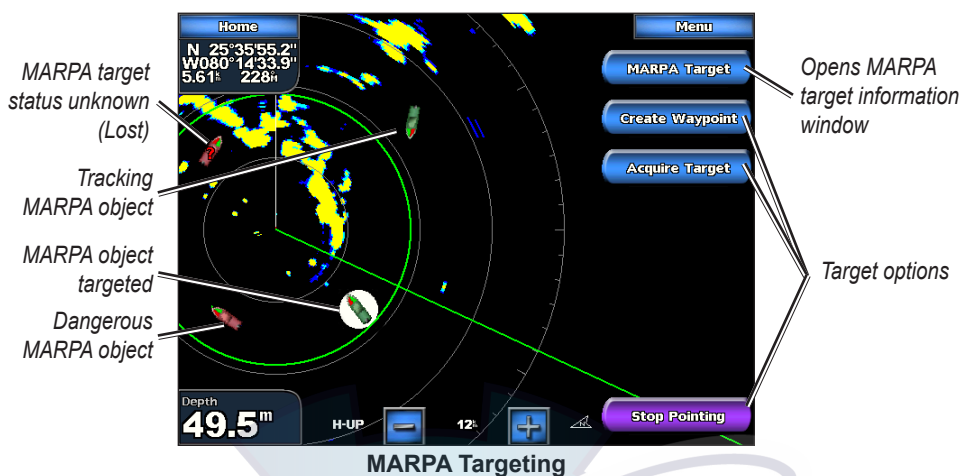 Home
N 25°35'55.2"
W080°14'33.9"
5.61 228°
Menu
MARPA Target
Create Waypoint
Acquire Target
MARPA target
status unknown
(Lost)
Tracking
MARPA object
MARPA object
targeted
Dangerous
MARPA object
Opens MARPA
target information
window
Target options
Depth
49.5m
H-UP
12
N
Stop Pointing
MARPA Targeting